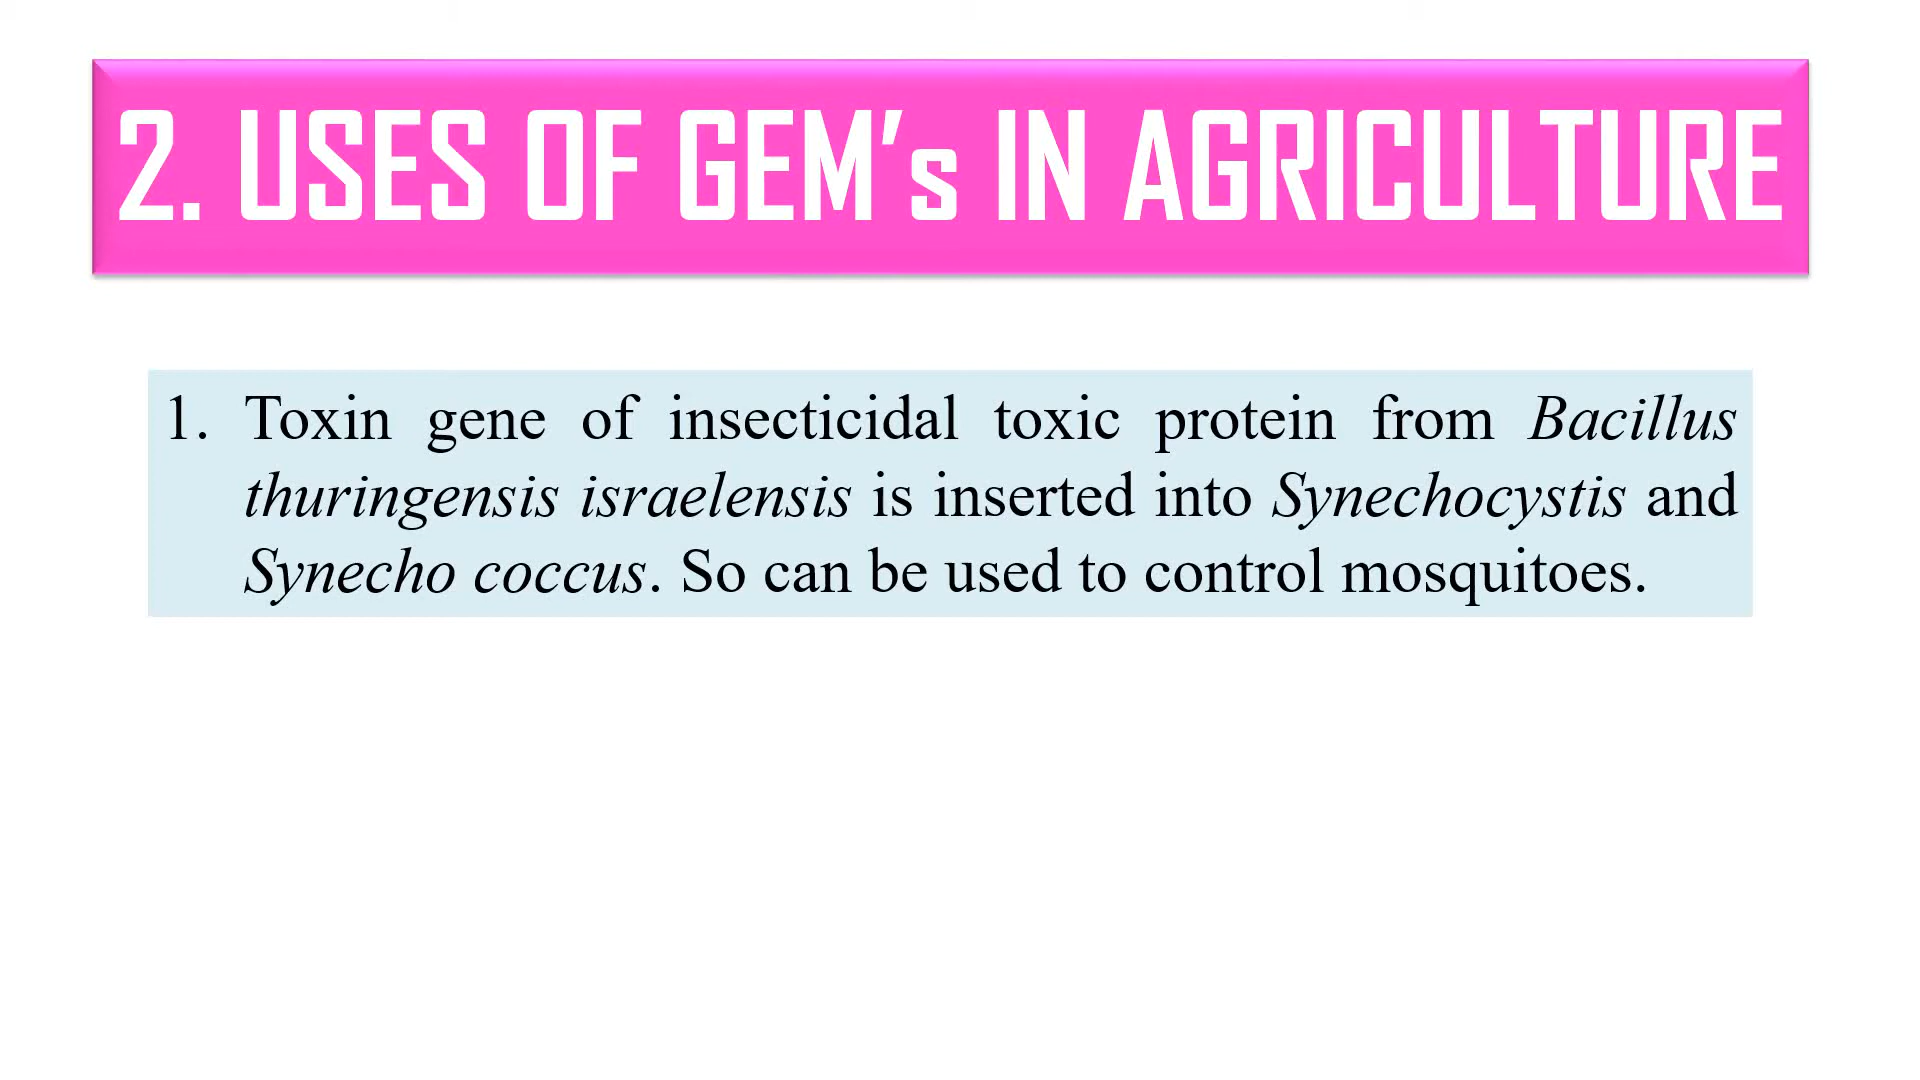 2. USES OF GEM’s IN AGRICULTURE
1. Toxin gene of insecticidal toxic protein from Bacillus
thuringensis israelensis is inserted into Synechocystis and
Synecho coccus. So can be used to control mosquitoes.